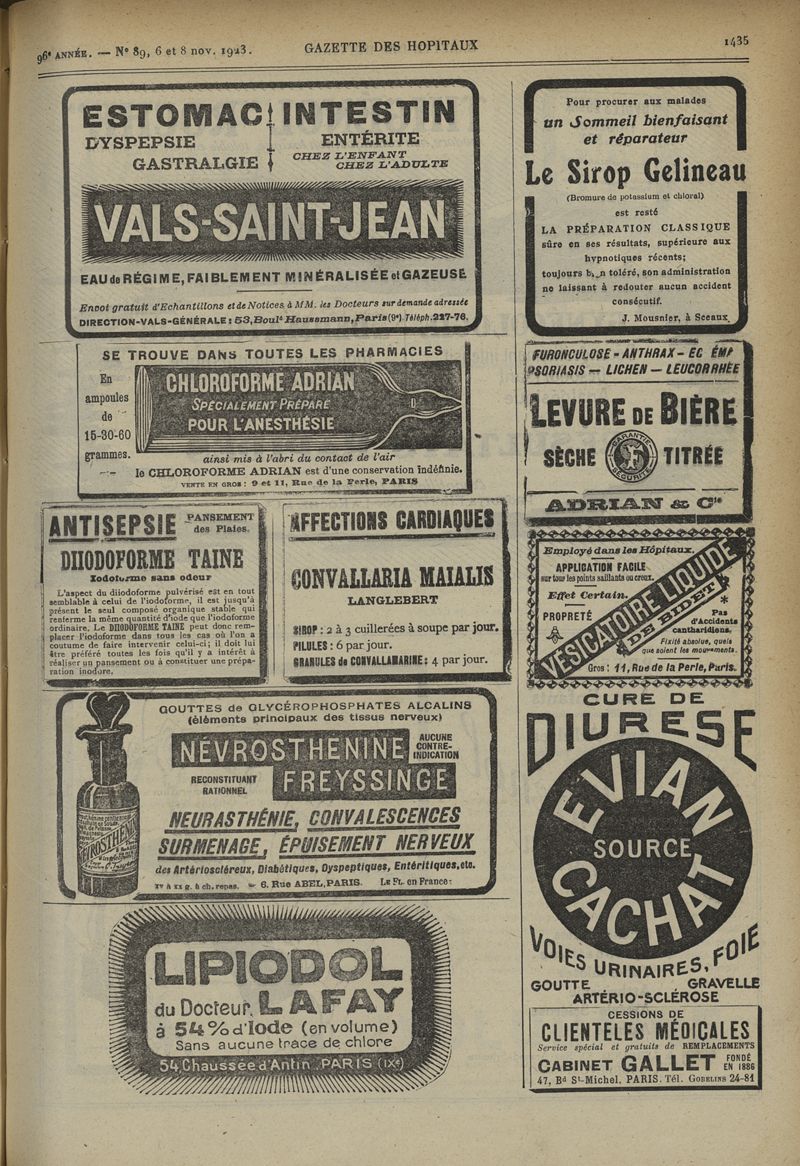 96e ANNÉE. — N° 89, 6 et 8 nov. 1923.
GAZETTE DES HOPITAUX
1435
ESTOMAC INTESTIN
DYSPEPSIE
GASTRALGIE
ENTÉRITE
CHEZ L'ENFANT
CHEZ L'ADULTE
VALS-SAINT-JEAN
EAU de RÉGIME, FAIBLEMENT MINÉRALISÉE et GAZEUSE
Envoi gratuit d'Echantillons et de Notices à MM. les Docteurs sur demande adressée
DIRECTION-VALS-GÉNÉRALE: 53, Bould Haussmann, Paris (9e). Téléph. 227-76.
Pour procurer aux malades
un Sommeil bienfaisant
et réparateur
Le Sirop Gelineau
(Bromure de potassium et chloral)
est resté
LA PRÉPARATION CLASSIQUE
sûre en ses résultats, supérieure aux
hypnotiques récents;
toujours toléré, son administration
ne laissant à redouter aucun accident
consécutif.
J. Mousnier, à Sceaux
SE TROUVE DANS TOUTES LES PHARMACIES
En
ampoules
de
15-30-60
grammes.
CHLOROFORME ADRIAN
SPÉCIALEMENT PRÉPARÉ
POUR L'ANESTHÉSIE
ainsi mis à l'abri du contact de l'air
le CHLOROFORME ADRIAN est d'une conservation indéfinie.
VENTE EN GROS: 9 et 11, Rue de la Perle, PARIS
FURONCULOSE - ANTHRAX - EC
PSORIASIS — LICHEN — LEUCORRHÉE
LEVURE DE BIÈRE
SÈCHE
GARANTIE
SÉCURITÉ
TITRÉE
ADRIAN & Cie
ANTISEPSIE
PANSEMENT
des Plaies.
DIIODOFORME TAINE
Iodoforme sans odeur
L'aspect du diiodoforme pulvérisé est en tout
semblable à celui de l'iodoforme, il est jusqu'à
présent le seul composé organique stable qui
renferme la même quantité d'iode que l'iodoforme
ordinaire. Le DIIODOFORME TAINE peut donc rem-
placer l'iodoforme dans tous les cas où l'on a
coutume de faire intervenir celui-ci; il doit lui
être préféré toutes les fois qu'il y a intérêt à
réaliser un pansement ou à constituer une prépa-
ration inodore.
AFFECTIONS CARDIAQUES
CONVALLARIA MAIALIS
LANGLEBERT
SIROP: 2 à 3 cuillerées à soupe par jour.
PILULES: 6 par jour.
GRANULES de CONVALLAMARINE: 4 par jour.
Employé dans les Hôpitaux.
APPLICATION FACILE
sur tous les points saillants ou creux.
Effet Certain.
PROPRETÉ
VÉSICATOIRE LIQUIDE
DE BIDET
Pas
d'Accidents
cantharidiens.
Fixité absolue, quels
que soient les mouvements.
Gros: 11, Rue de la Perle, Paris.
GOUTTES de GLYCÉROPHOSPHATES ALCALINS
(éléments principaux des tissus nerveux)
NÉVROSTHÉNINE
AUCUNE
CONTRE-
INDICATION
RECONSTITUANT
RATIONNEL
FREYSSINGE
NEURASTHÉNIE, CONVALESCENCES
SURMENAGE, ÉPUISEMENT NERVEUX
des Artérioscléreux, Diabétiques, Dyspeptiques, Entéritiques, etc.
XV à XX g. à ch. repas. — 6. Rue ABEL, PARIS. Le Fl. en France:
CURE DE
DIURESE
EVIAN
SOURCE
CACHAT
VOIES URINAIRES, FOIE
GOUTTE
GRAVELLE
ARTÉRIO-SCLÉROSE
LIPIODOL
du Docteur LAFAY
à 54% d'Iode (en volume)
Sans aucune trace de chlore
54, Chaussée d'Antin. PARIS (IXe)
CESSIONS DE
CLIENTELES MÉDICALES
Service spécial et gratuits de REMPLACEMENTS
CABINET GALLET FONDÉ
EN 1886
47, Bd St-Michel, PARIS. Tél. GOBELINS 24-81